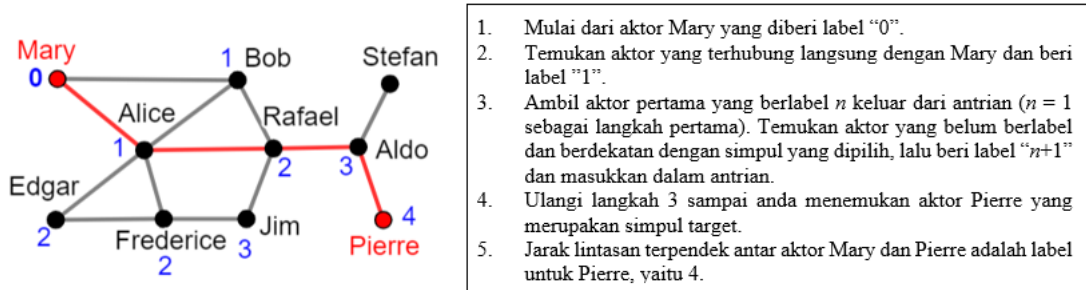 Mary
0
1 Bob
Stefan
Alice
Rafael
1
2
3
Aldo
Edgar
2
Frederice
2
Jim
3
4
Pierre
1. Mulai dari aktor Mary yang diberi label “0”.
2. Temukan aktor yang terhubung langsung dengan Mary dan beri
label ”1”.
3. Ambil aktor pertama yang berlabel n keluar dari antrian (n = 1
sebagai langkah pertama). Temukan aktor yang belum berlabel
dan berdekatan dengan simpul yang dipilih, lalu beri label “n+1”
dan masukkan dalam antrian.
4. Ulangi langkah 3 sampai anda menemukan aktor Pierre yang
merupakan simpul target.
5. Jarak lintasan terpendek antar aktor Mary dan Pierre adalah label
untuk Pierre, yaitu 4.